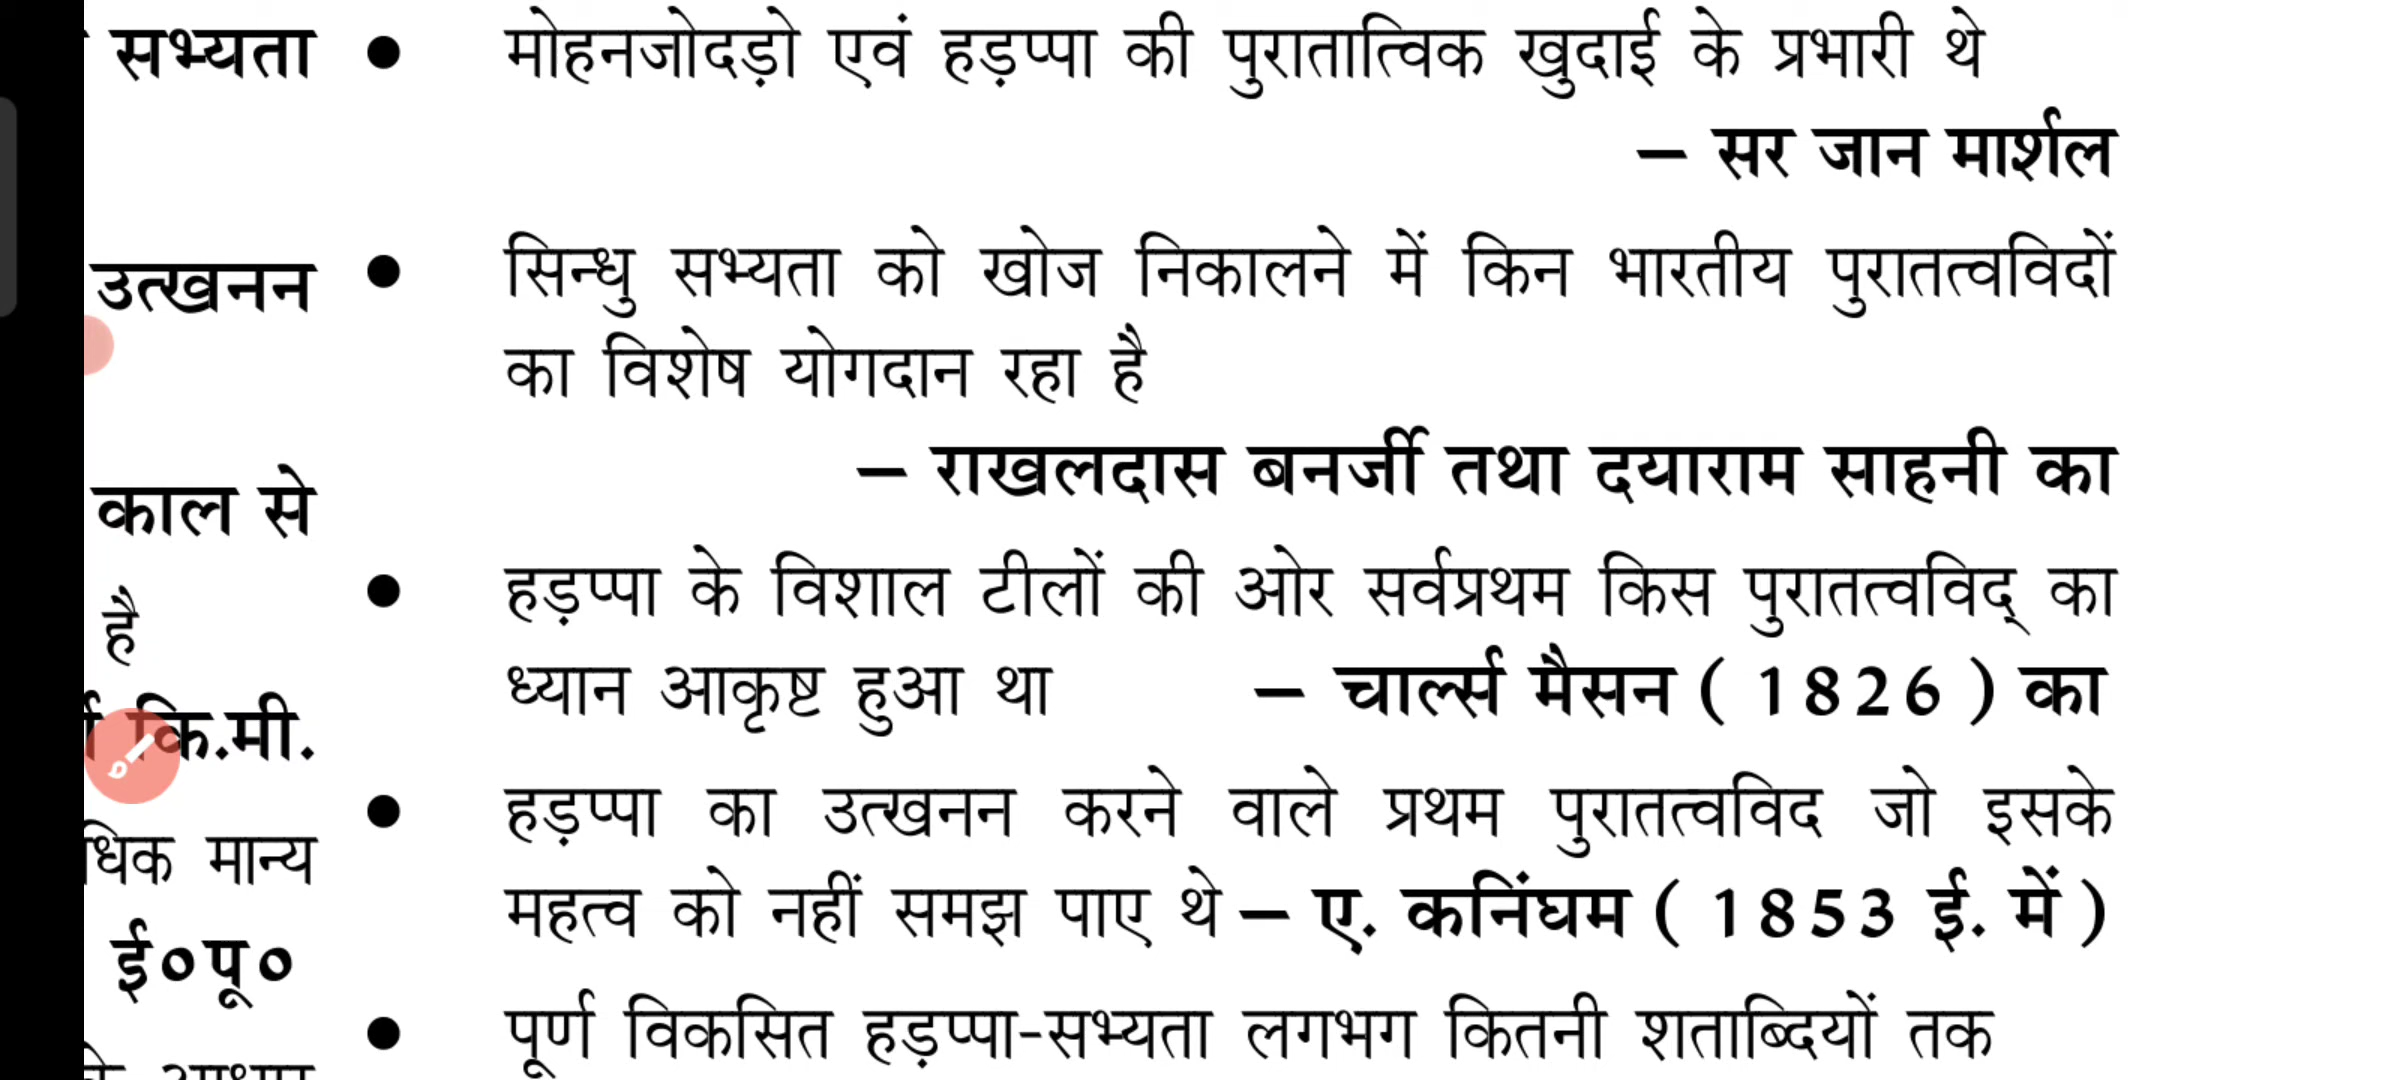 सभ्यता
उत्खनन
काल से
है
कि.मी.
मान्य
ई०पू०
● मोहनजोदड़ो एवं हड़प्पा की पुरातात्विक खुदाई के प्रभारी थे
– सर जान मार्शल
● सिन्धु सभ्यता को खोज निकालने में किन भारतीय पुरातत्वविदों
का विशेष योगदान रहा है
– राखलदास बनर्जी तथा दयाराम साहनी का
● हड़प्पा के विशाल टीलों की ओर सर्वप्रथम किस पुरातत्वविद् का
ध्यान आकृष्ट हुआ था – चार्ल्स मैसन ( 1826 ) का
● हड़प्पा का उत्खनन करने वाले प्रथम पुरातत्वविद जो इसके
महत्व को नहीं समझ पाए थे – ए. कनिंघम ( 1853 ई. में )
● पूर्ण विकसित हड़प्पा-सभ्यता लगभग कितनी शताब्दियों तक